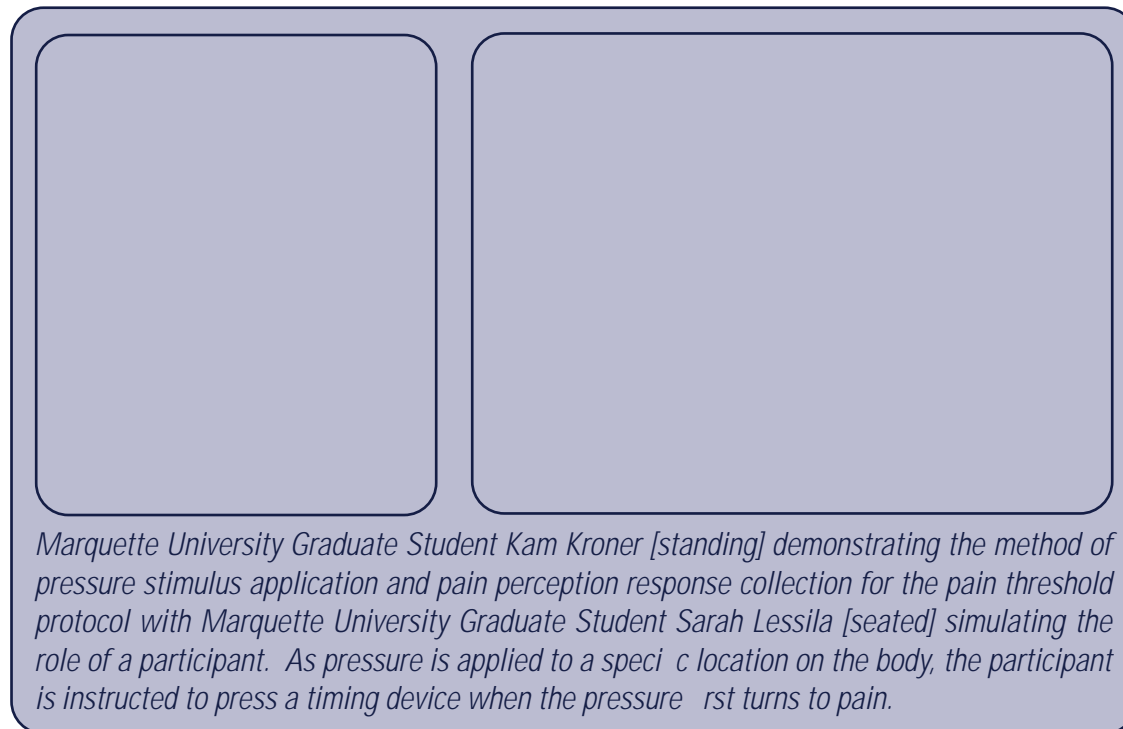 Marquette University Graduate Student Kam Kroner [standing] demonstrating the method of
pressure stimulus application and pain perception response collection for the pain threshold
protocol with Marquette University Graduate Student Sarah Lessila [seated] simulating the
role of a participant.  As pressure is applied to a speci  c location on the body, the participant
is instructed to press a timing device when the pressure   rst turns to pain.